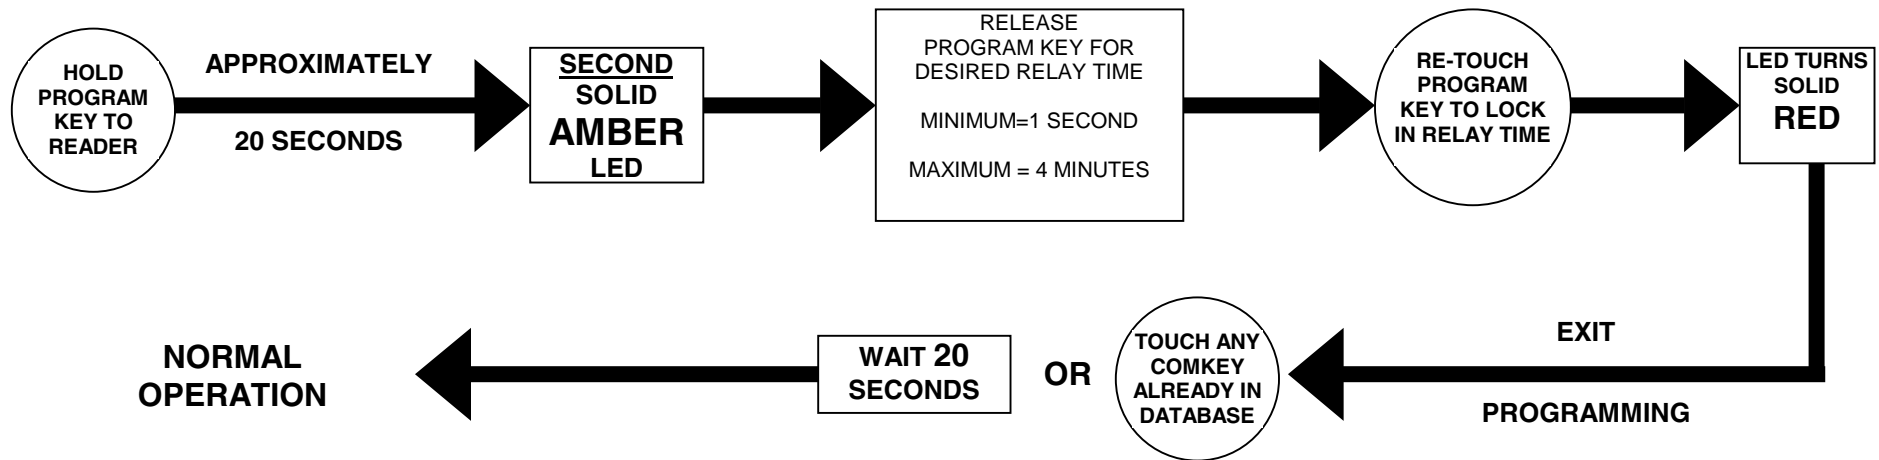 HOLD
PROGRAM
KEY TO
READER
APPROXIMATELY
20 SECONDS
SECOND
SOLID
AMBER
LED
RELEASE
PROGRAM KEY FOR
DESIRED RELAY TIME
MINIMUM=1 SECOND
MAXIMUM = 4 MINUTES
RE-TOUCH
PROGRAM
KEY TO LOCK
IN RELAY TIME
LED TURNS
SOLID
RED
EXIT
PROGRAMMING
TOUCH ANY
COMKEY
ALREADY IN
DATABASE
OR
WAIT 20
SECONDS
NORMAL
OPERATION